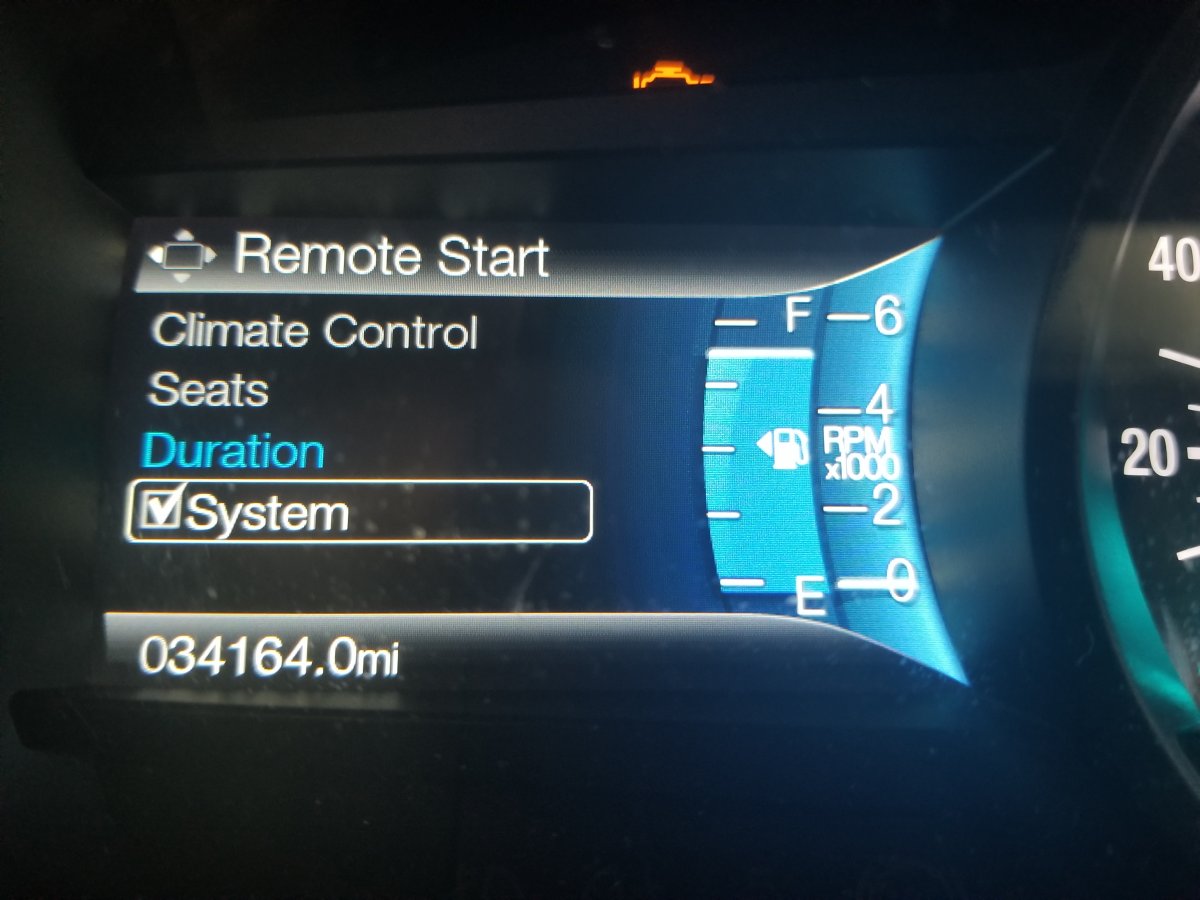 Remote Start
Climate Control
Seats
Duration
System
034164.0mi
F
E
6
4
RPM
x1000
2
0
40
20